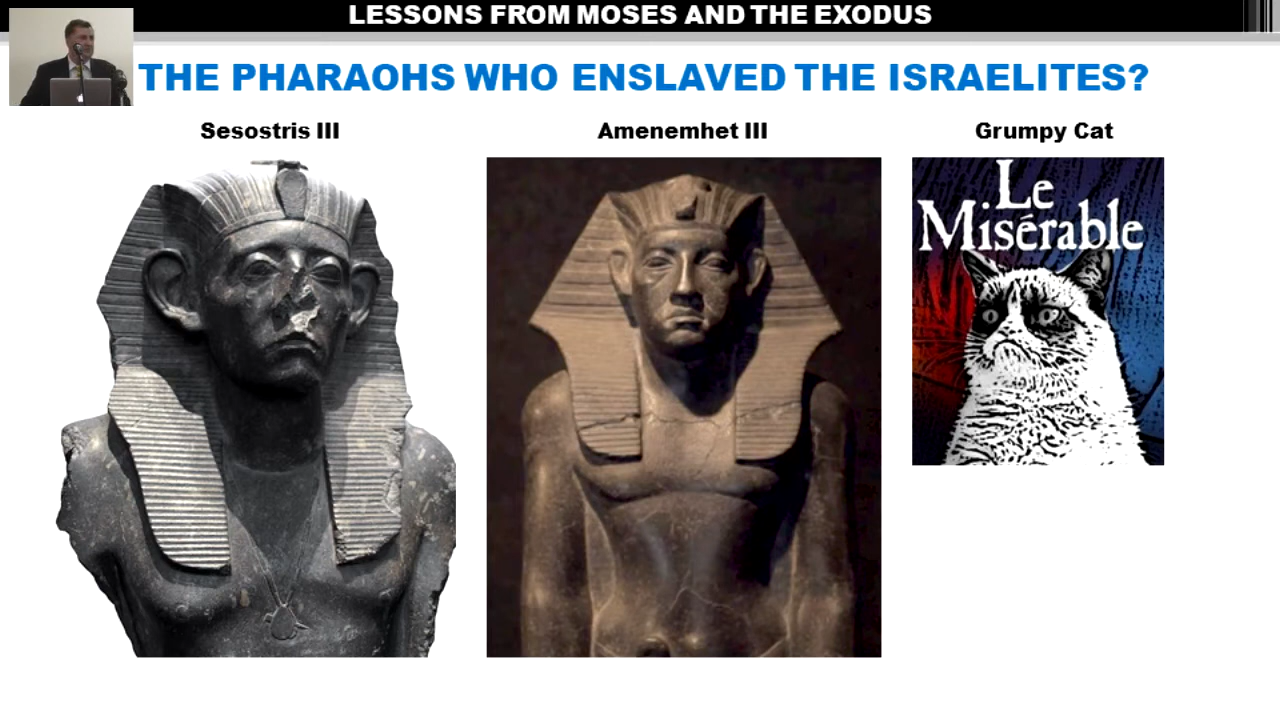 LESSONS FROM MOSES AND THE EXODUS
THE PHARAOHS WHO ENSLAVED THE ISRAELITES?
Sesostris III
Amenemhet III
Grumpy Cat
Le
Misérable